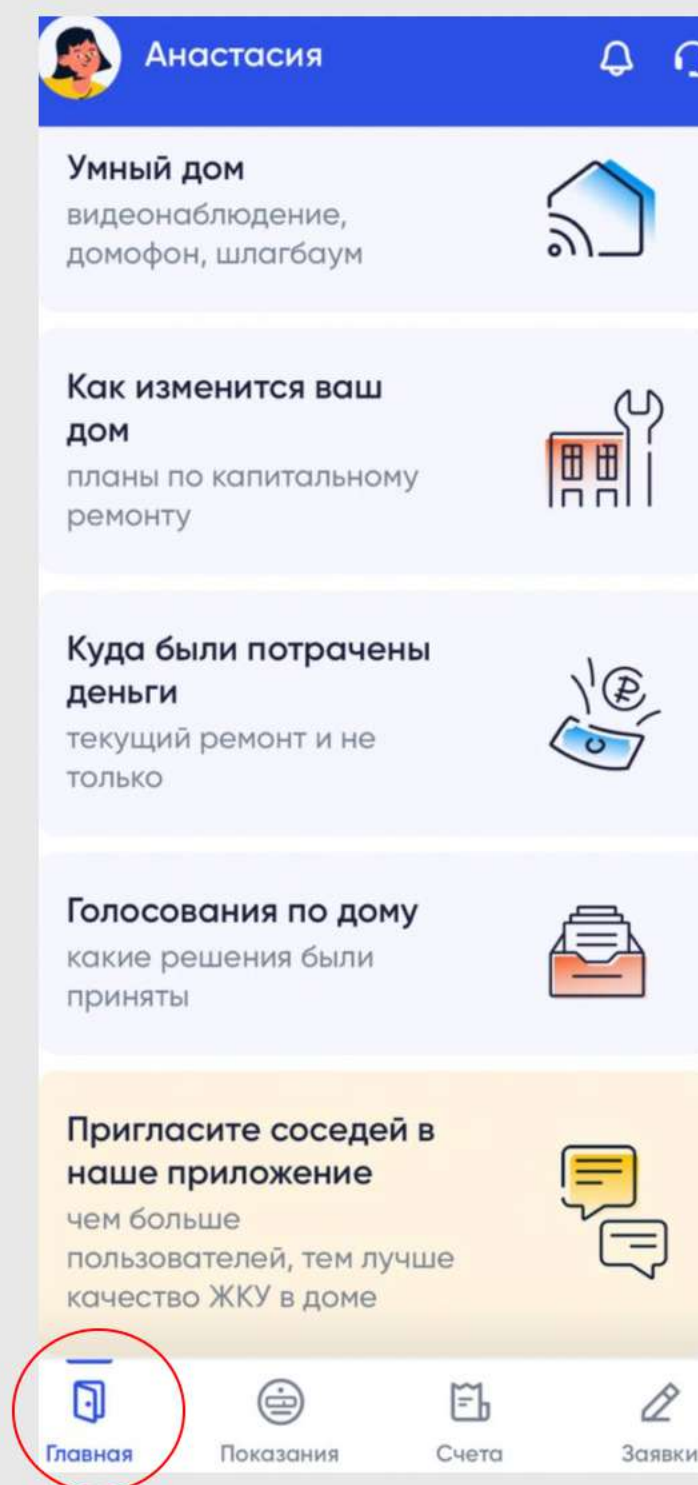 Анастасия
Умный дом
видеонаблюдение,
домофон, шлагбаум
Как изменится ваш
дом
планы по капитальному
ремонту
Куда были потрачены
деньги
текущий ремонт и не
только
Голосования по дому
какие решения были
приняты
Пригласите соседей в
наше приложение
чем больше
пользователей, тем лучше
качество ЖКУ в доме
Главная Показания Счета Заявки